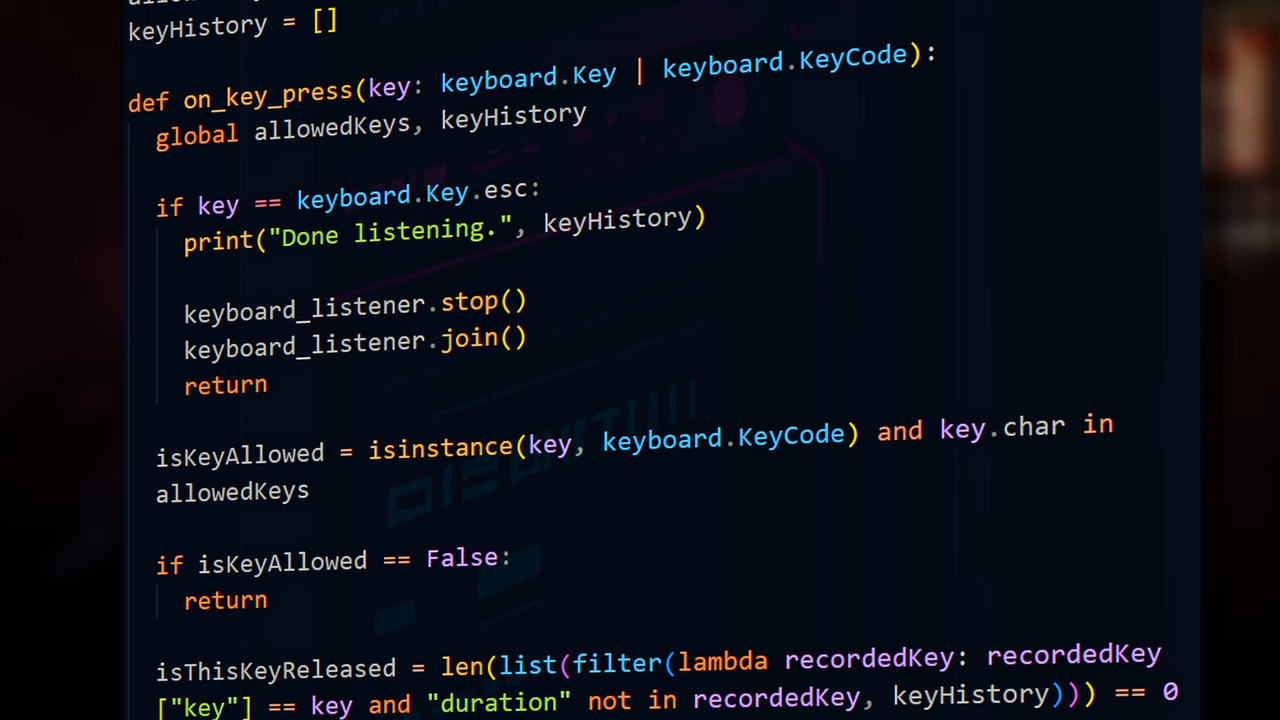 keyHistory = []
def on_key_press(key: keyboard.Key | keyboard.KeyCode):
global allowedKeys, keyHistory
if key == keyboard.Key.esc:
print("Done listening.", keyHistory)
keyboard_listener.stop()
keyboard_listener.join()
return
isKeyAllowed = isinstance(key, keyboard.KeyCode) and key.char in
allowedKeys
if isKeyAllowed == False:
return
isThisKeyReleased = len(list(filter(lambda recordedKey: recordedKey
["key"] == key and "duration" not in recordedKey, keyHistory))) == 0